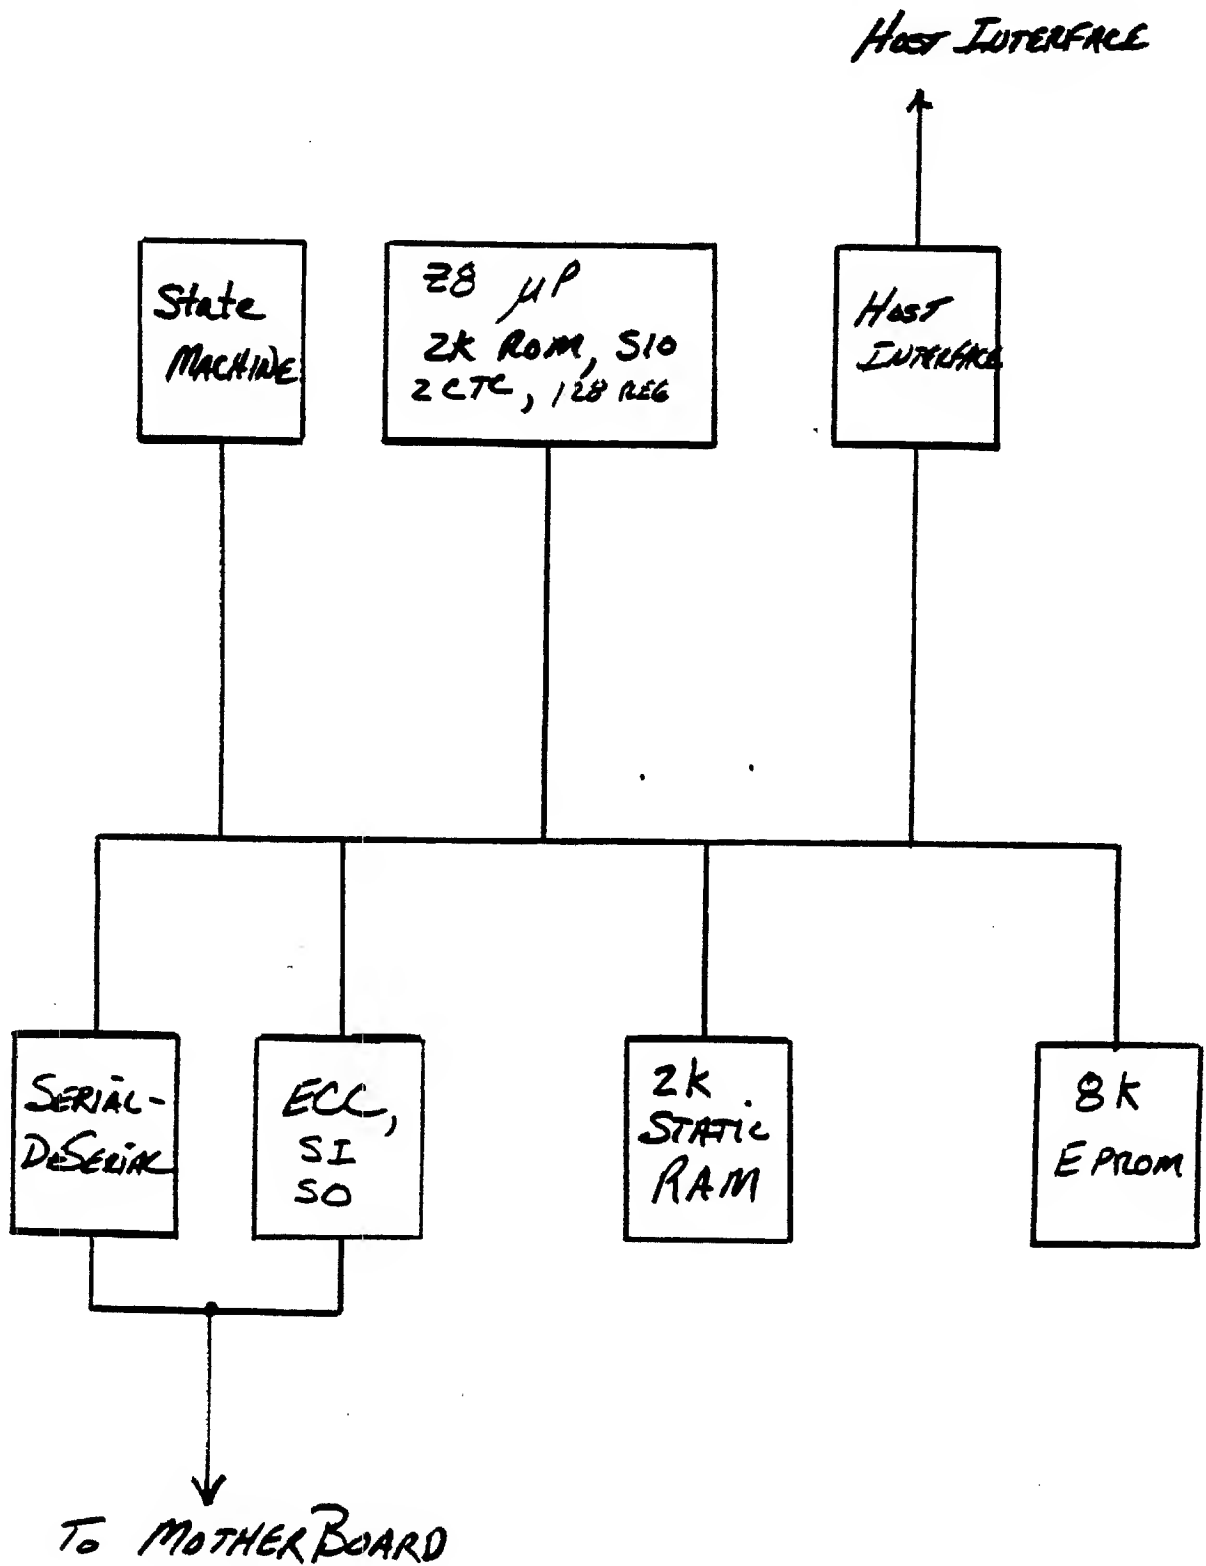 Host Interface
State
Machine
Z8 μP
2k Rom, SIO
2 CTC, 128 REG
Host
Interface
Serial-
DeSerial
ECC,
SI
SO
2k
Static
RAM
8k
EPROM
To MotherBoard